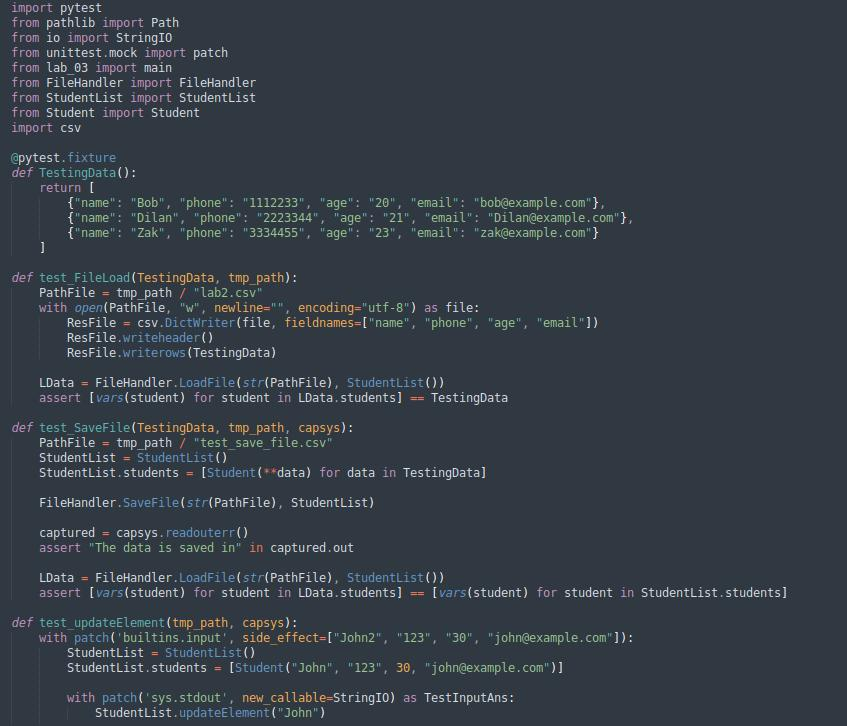 import pytest
from pathlib import Path
from io import StringIO
from unittest.mock import patch
from lab_03 import main
from FileHandler import FileHandler
from StudentList import StudentList
from Student import Student
import csv

@pytest.fixture
def TestingData():
    return [
        {"name": "Bob", "phone": "1112233", "age": "20", "email": "bob@example.com"},
        {"name": "Dilan", "phone": "2223344", "age": "21", "email": "Dilan@example.com"},
        {"name": "Zak", "phone": "3334455", "age": "23", "email": "zak@example.com"}
    ]

def test_FileLoad(TestingData, tmp_path):
    PathFile = tmp_path / "lab2.csv"
    with open(PathFile, "w", newline="", encoding="utf-8") as file:
        ResFile = csv.DictWriter(file, fieldnames=["name", "phone", "age", "email"])
        ResFile.writeheader()
        ResFile.writerows(TestingData)

    LData = FileHandler.LoadFile(str(PathFile), StudentList())
    assert [vars(student) for student in LData.students] == TestingData

def test_SaveFile(TestingData, tmp_path, capsys):
    PathFile = tmp_path / "test_save_file.csv"
    StudentList = StudentList()
    StudentList.students = [Student(**data) for data in TestingData]

    FileHandler.SaveFile(str(PathFile), StudentList)

    captured = capsys.readouterr()
    assert "The data is saved in" in captured.out

    LData = FileHandler.LoadFile(str(PathFile), StudentList())
    assert [vars(student) for student in LData.students] == [vars(student) for student in StudentList.students]

def test_updateElement(tmp_path, capsys):
    with patch('builtins.input', side_effect=["John2", "123", "30", "john@example.com"]):
        StudentList = StudentList()
        StudentList.students = [Student("John", "123", 30, "john@example.com")]

        with patch('sys.stdout', new_callable=StringIO) as TestInputAns:
            StudentList.updateElement("John")